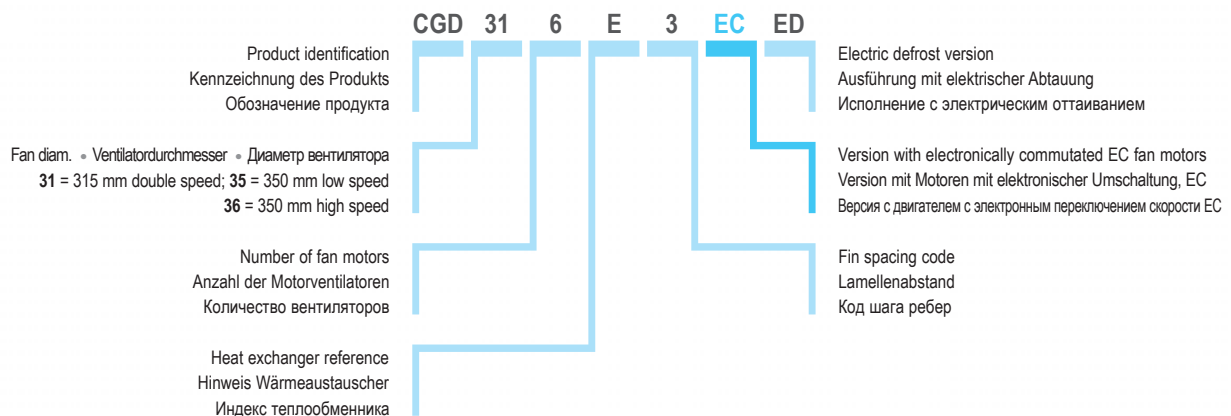 CGD 31 6 E 3 EC ED
Product identification
Kennzeichnung des Produkts
Обозначение продукта
Fan diam. • Ventilatordurchmesser • Диаметр вентилятора
31 = 315 mm double speed; 35 = 350 mm low speed
36 = 350 mm high speed
Number of fan motors
Anzahl der Motorventilatoren
Количество вентиляторов
Heat exchanger reference
Hinweis Wärmeaustauscher
Индекс теплообменника
Electric defrost version
Ausführung mit elektrischer Abtauung
Исполнение с электрическим оттаиванием
Version with electronically commutated EC fan motors
Version mit Motoren mit elektronischer Umschaltung, EC
Версия с двигателем с электронным переключением скорости EC
Fin spacing code
Lamellenabstand
Код шага ребер